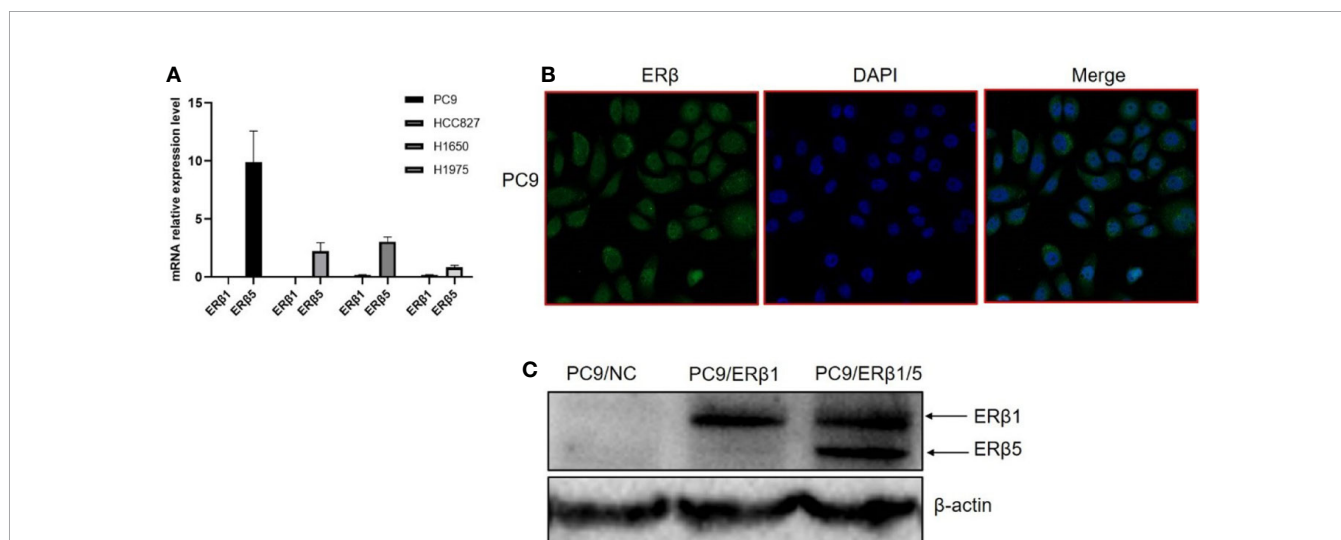 A
mRNA relative expression level
15
10
5
0
PC9
HCC827
H1650
H1975
ERβ1
ERβ5
ERβ1
ERβ5
ERβ1
ERβ5
ERβ1
ERβ5
B
ERβ
DAPI
Merge
PC9
C
PC9/NC
PC9/ERβ1
PC9/ERβ1/5
ERβ1
ERβ5
β-actin